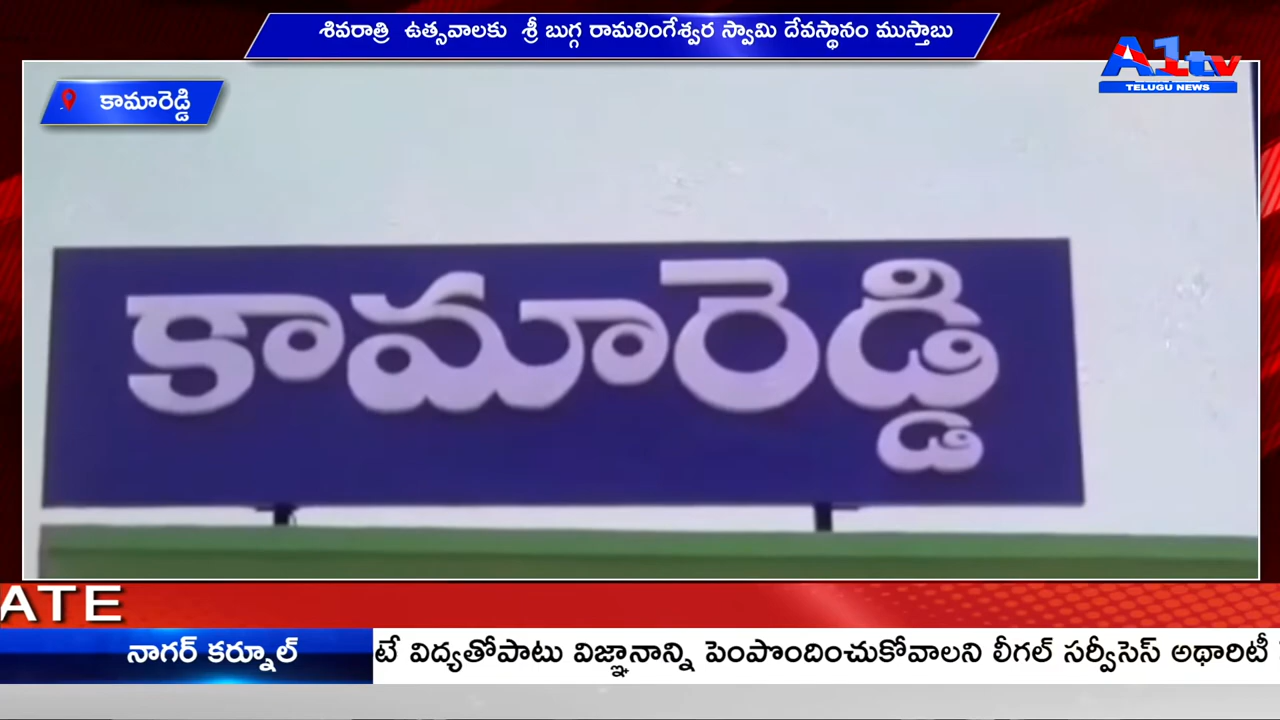 శివరాత్రి ఉత్సవాలకు శ్రీ బుగ్గ రామలింగేశ్వర స్వామి దేవస్థానం ముస్తాబు
A1tv
TELUGU NEWS
కామారెడ్డి
కామారెడ్డి
ATE
నాగర్ కర్నూల్
టే విద్యతోపాటు విజ్ఞానాన్ని పెంపొందించుకోవాలని లీగల్ సర్వీసెస్ అథారిటీ